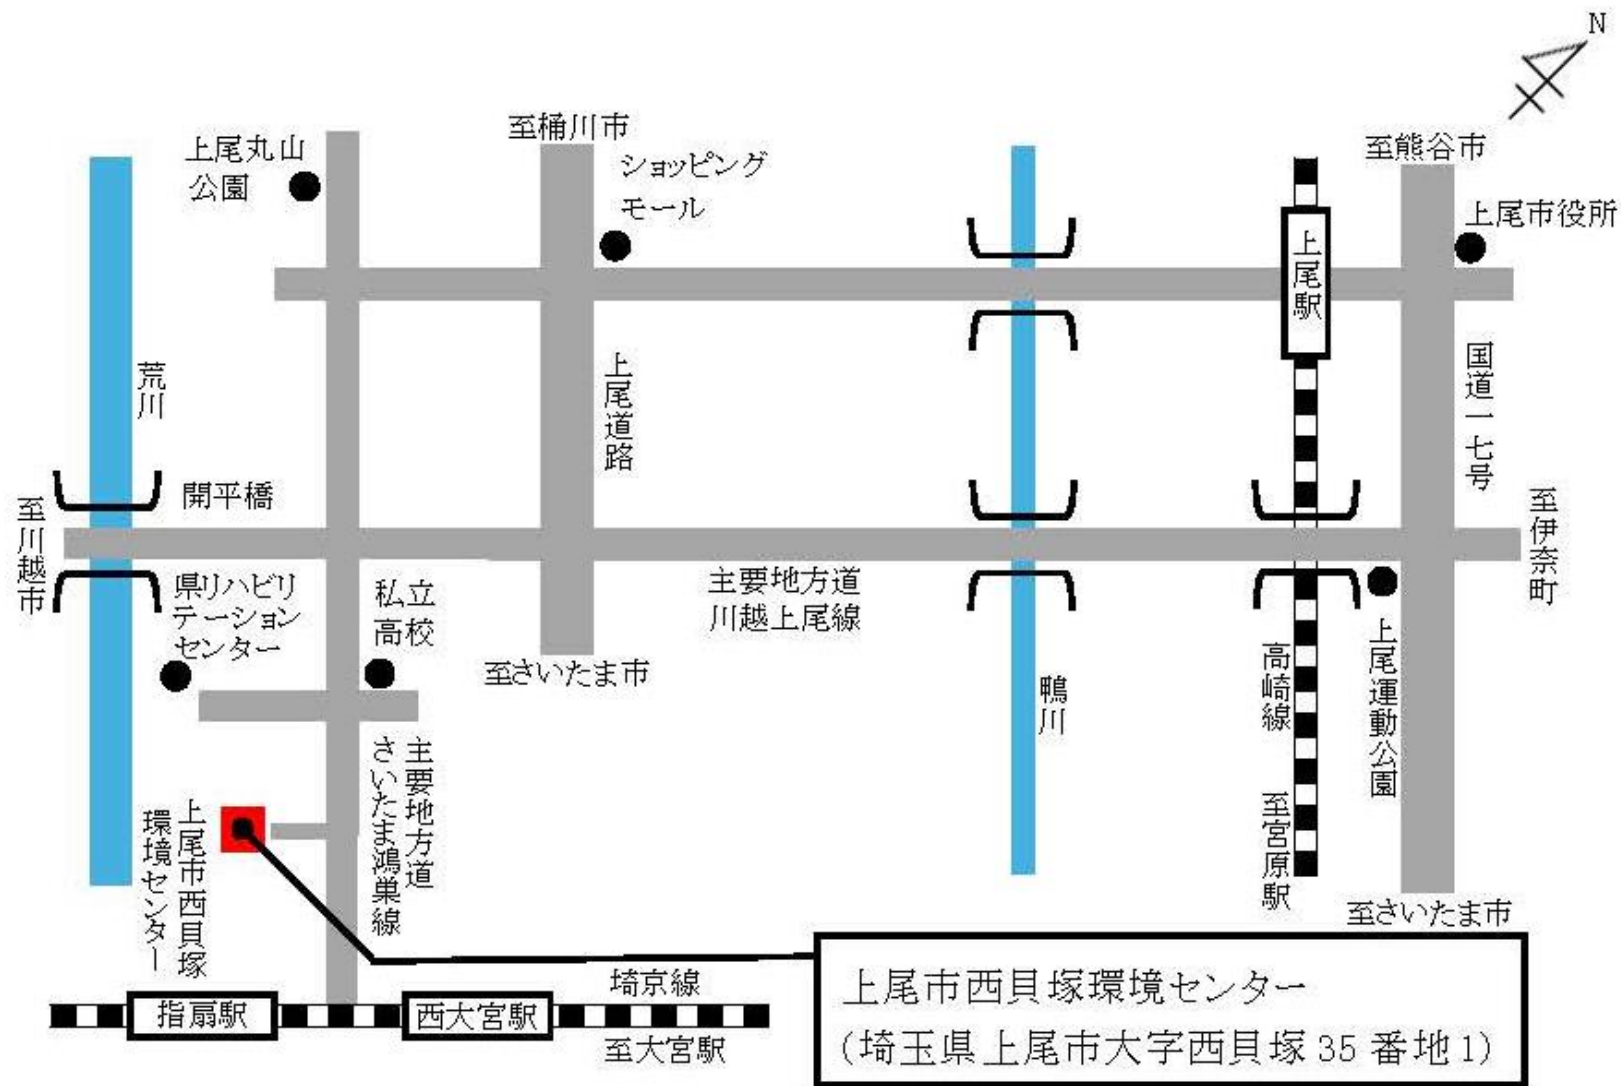 N
至桶川市
至熊谷市
上尾丸山
公園
ショッピング
モール
上尾市役所
上尾駅
荒川
上尾道路
国道一七号
開平橋
至川越市
至伊奈町
県リハビリ
テーション
センター
私立
高校
主要地方道
川越上尾線
至さいたま市
鴨川
高崎線
上尾運動公園
主要地方道
さいたま鴻巣線
上尾市西貝塚
環境センター
至宮原駅
至さいたま市
埼京線
指扇駅
西大宮駅
至大宮駅
上尾市西貝塚環境センター
(埼玉県上尾市大字西貝塚35番地1)